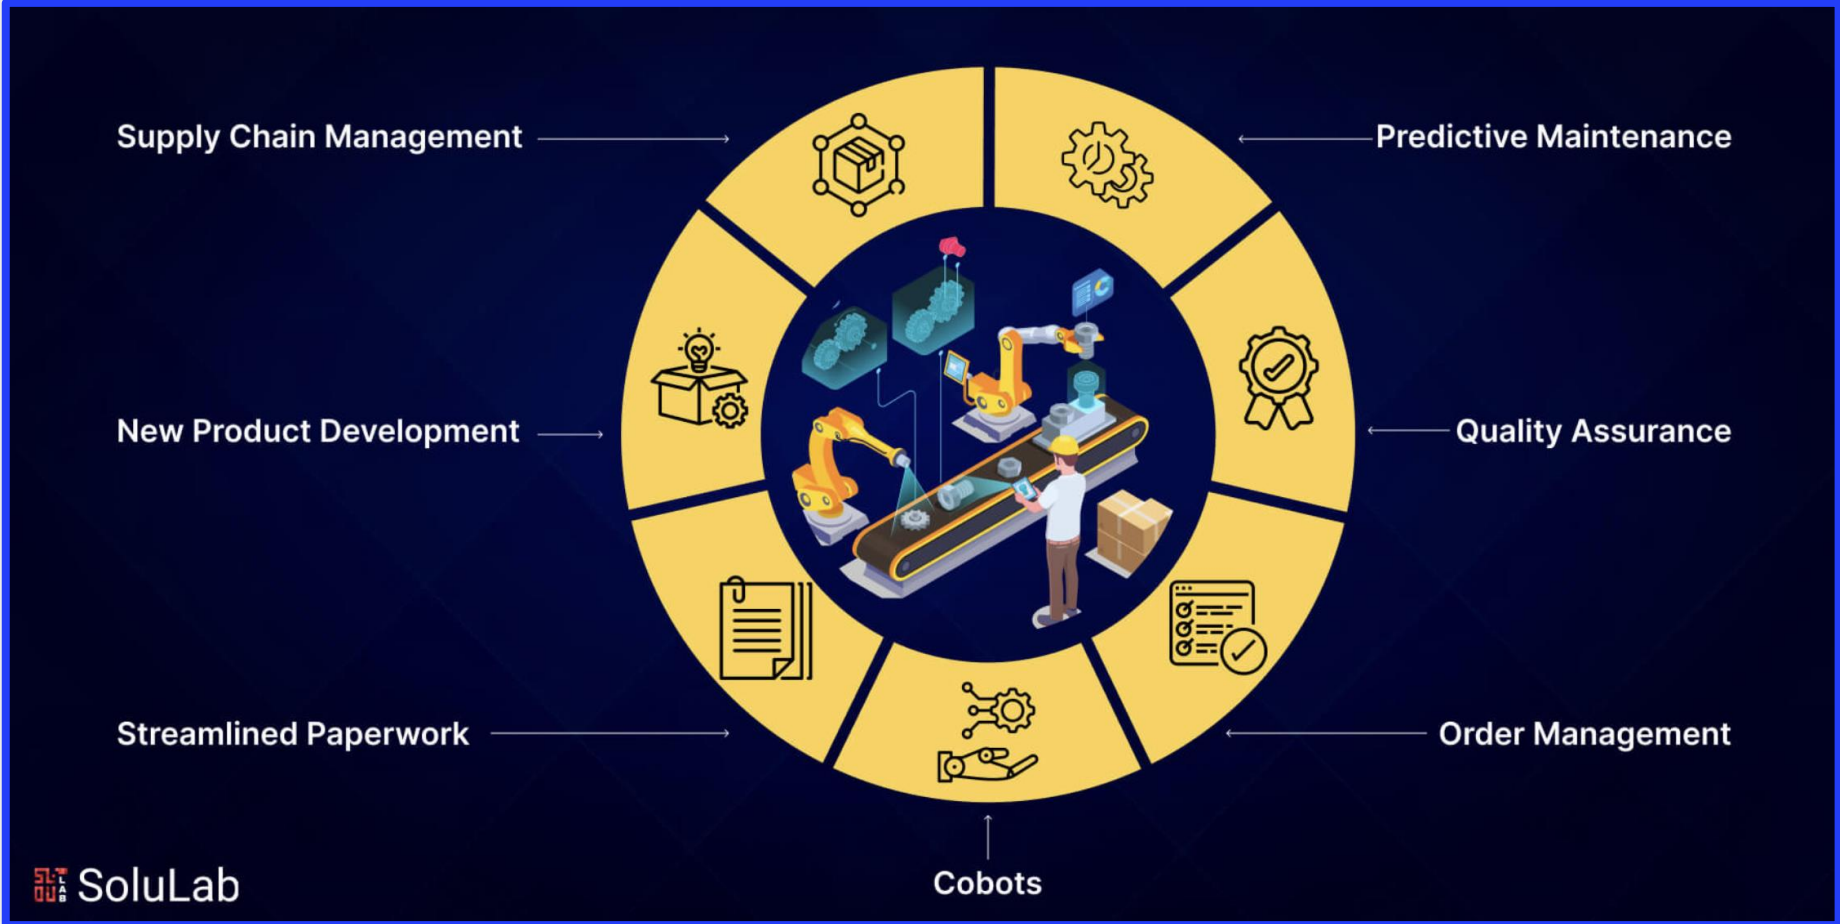 Supply Chain Management
Predictive Maintenance
New Product Development
Quality Assurance
Streamlined Paperwork
Order Management
Cobots
SoluLab